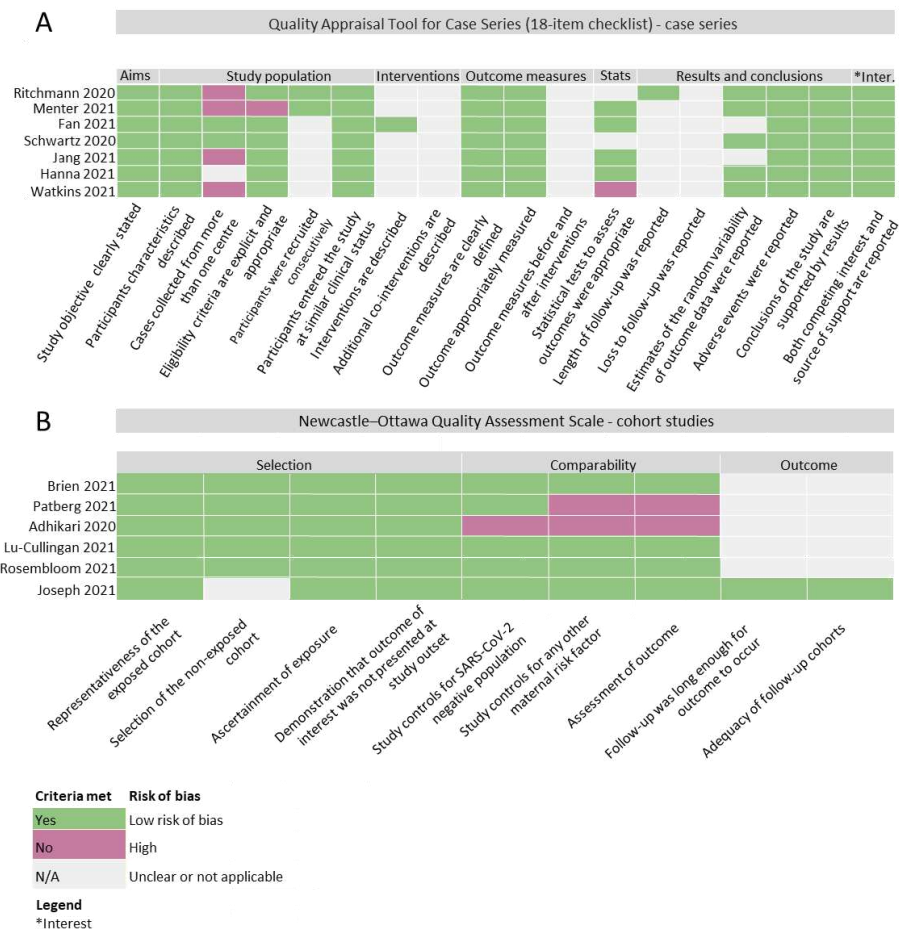 A
Quality Appraisal Tool for Case Series (18-item checklist) - case series
Aims
Study population
Interventions
Outcome measures
Stats
Results and conclusions
*Inter.
Ritchmann 2020
Menter 2021
Fan 2021
Schwartz 2020
Jang 2021
Hanna 2021
Watkins 2021
Study objective clearly stated
Participants characteristics
described
Cases collected from more
than one centre
Eligibility criteria are explicit and
appropriate
Participants were recruited
consecutively
Participants entered the study
at similar clinical status
Interventions are described
Additional co-interventions are
described
Outcome measures are clearly
defined
Outcome appropriately measured
Outcome measures before and
after interventions
Statistical tests to assess
outcomes were appropriate
Length of follow-up was reported
Loss to follow-up was reported
Estimates of the random variability
of outcome data were reported
Adverse events were reported
Conclusions of the study are
supported by results
Both competing interest and
source of support are reported
B
Newcastle–Ottawa Quality Assessment Scale - cohort studies
Selection
Comparability
Outcome
Brien 2021
Patberg 2021
Adhikari 2020
Lu-Cullingan 2021
Rosembloom 2021
Joseph 2021
Representativeness of the
exposed cohort
Selection of the non-exposed
cohort
Ascertainment of exposure
Demonstration that outcome of
interest was not presented at
study outset
Study controls for SARS-CoV-2
negative population
Study controls for any other
maternal risk factor
Assessment of outcome
Follow-up was long enough for
outcome to occur
Adequacy of follow-up cohorts
Criteria met
Risk of bias
Yes
Low risk of bias
No
High
N/A
Unclear or not applicable
Legend
*Interest